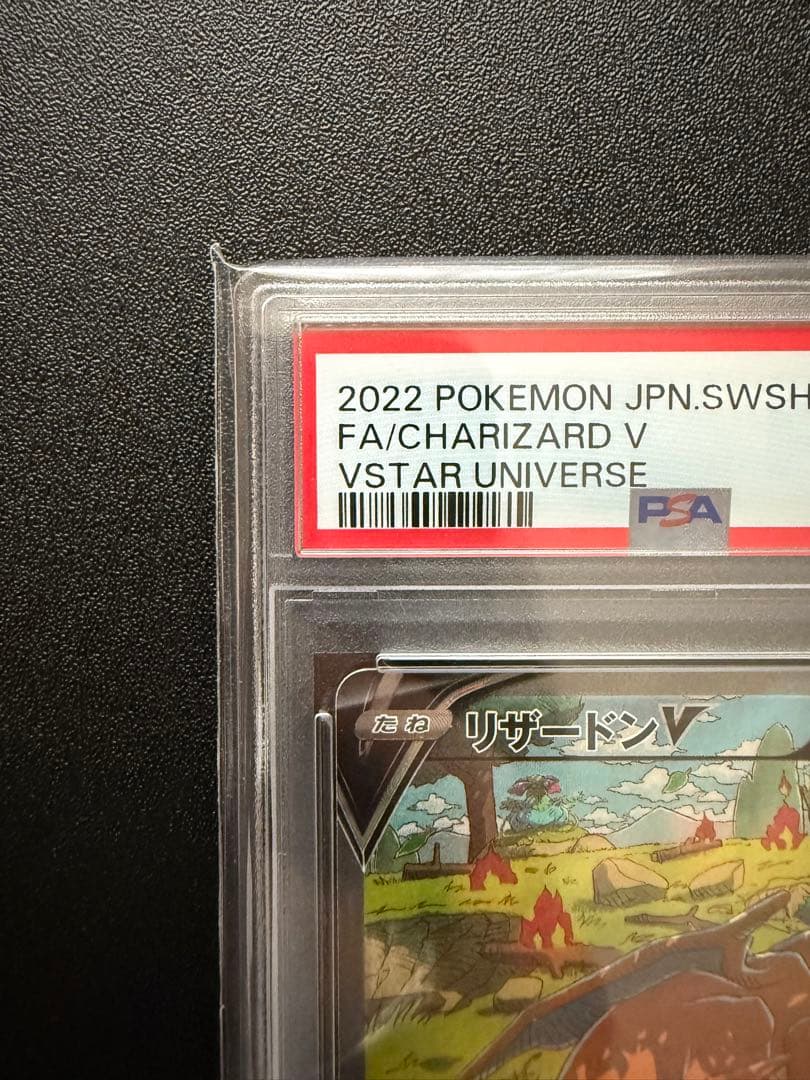 2022 POKEMON JPN.SWSH
FA/CHARIZARD V
VSTAR UNIVERSE
PSA
たね リザードンV